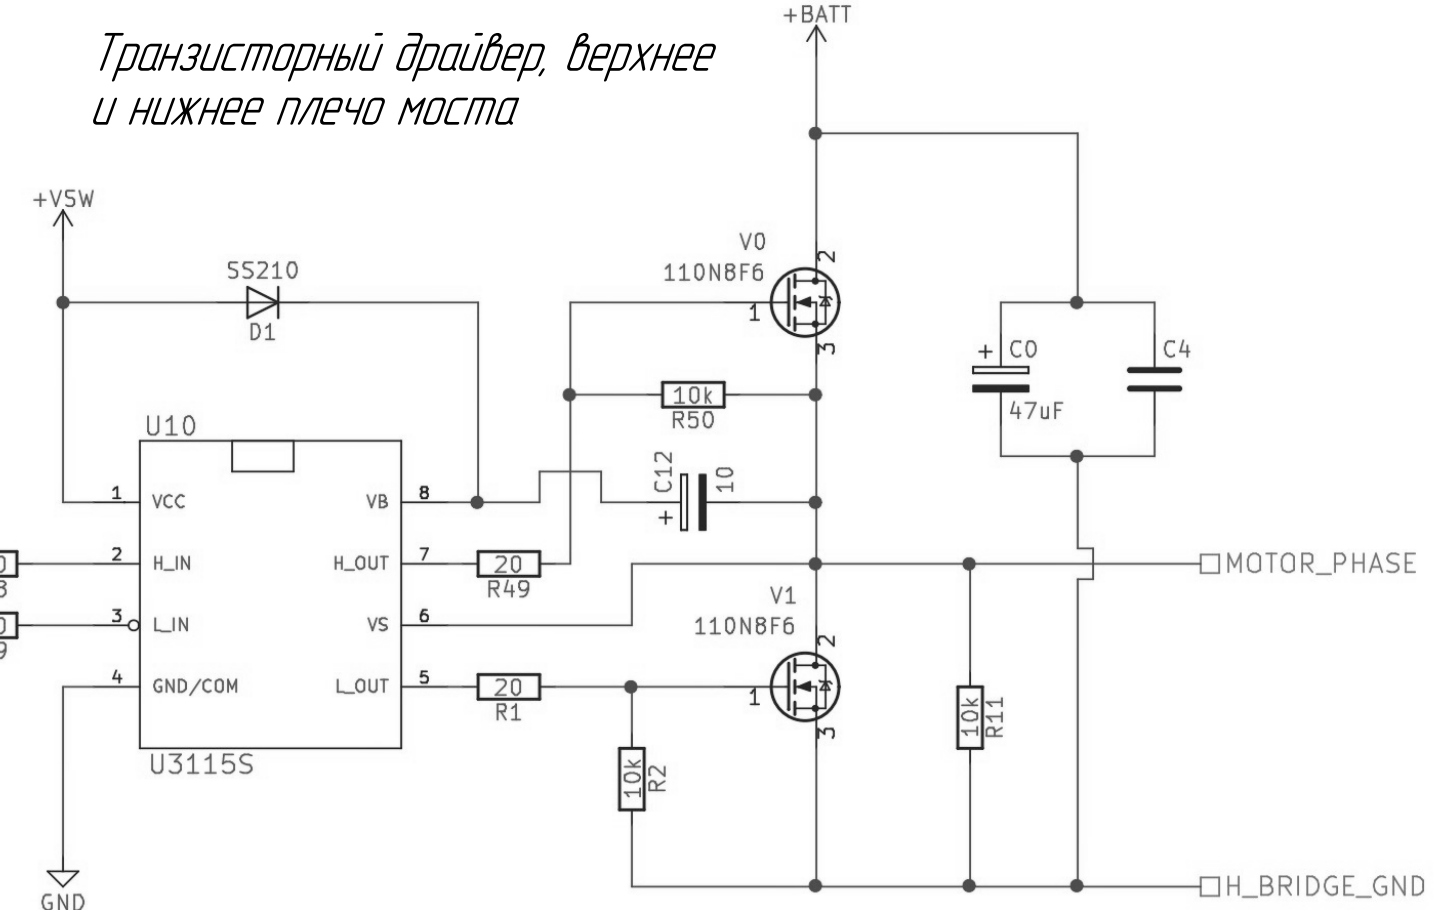 +BATT
Транзисторный драйвер, верхнее
и нижнее плечо моста
+V5W
V0
110N8F6
2
1
3
SS210
D1
+ C0
47uF
C4
10k
R50
U10
C12
10
+
1 VCC
VB 8
2 H_IN
H_OUT 7
20
R49
MOTOR_PHASE
3 L_IN
VS 6
V1
110N8F6
2
1
3
4 GND/COM
L_OUT 5
20
R1
10k
R11
10k
R2
U3115S
GND
H_BRIDGE_GND